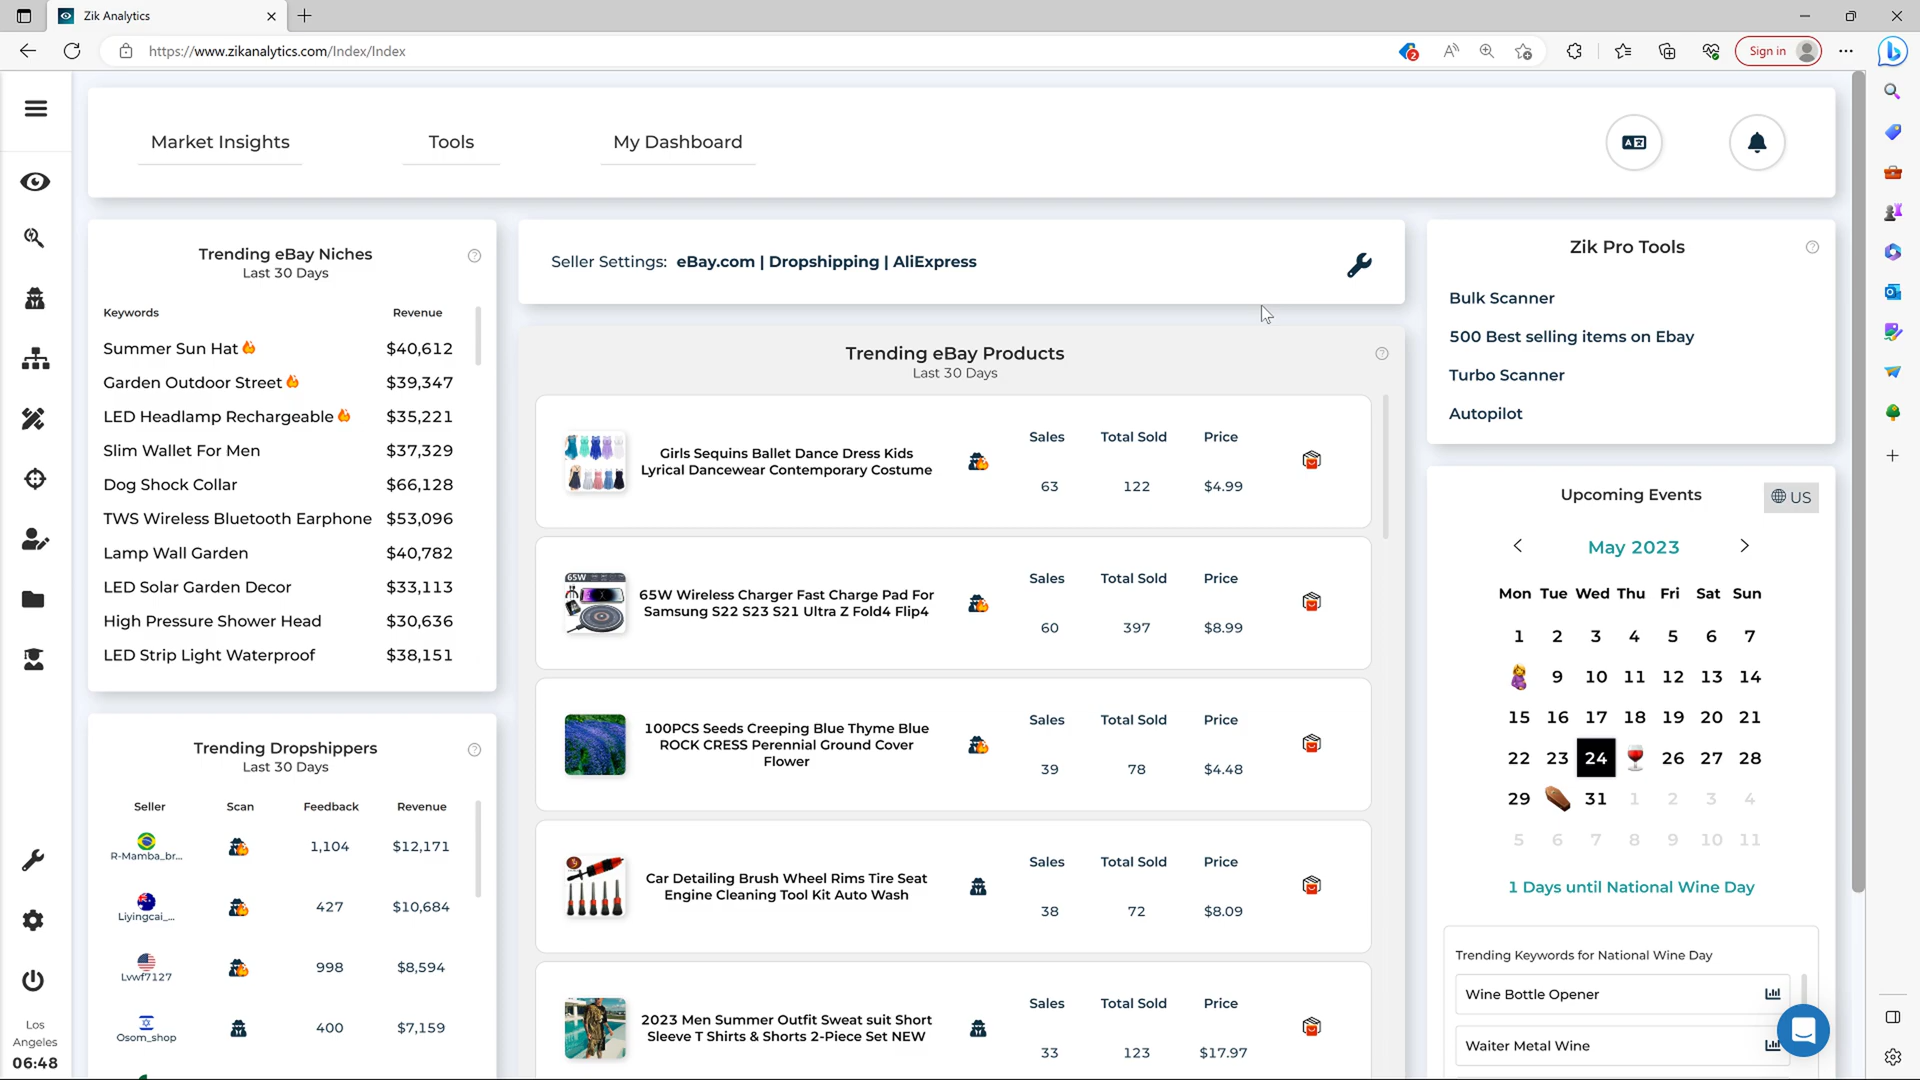 Zik Analytics
https://www.zikanalytics.com/Index/Index
2
Sign in
Market Insights
Tools
My Dashboard
Trending eBay Niches
Last 30 Days
Keywords Revenue
Summer Sun Hat $40,612
Garden Outdoor Street $39,347
LED Headlamp Rechargeable $35,221
Slim Wallet For Men $37,329
Dog Shock Collar $66,128
TWS Wireless Bluetooth Earphone $53,096
Lamp Wall Garden $40,782
LED Solar Garden Decor $33,113
High Pressure Shower Head $30,636
LED Strip Light Waterproof $38,151
Trending Dropshippers
Last 30 Days
Seller Scan Feedback Revenue
R-Mamba_br... 1,104 $12,171
Liyingcai_... 427 $10,684
Lvwf7127 998 $8,594
Osom_shop 400 $7,159
Los
Angeles
06:48
Seller Settings: eBay.com | Dropshipping | AliExpress
Trending eBay Products
Last 30 Days
Girls Sequins Ballet Dance Dress Kids
Lyrical Dancewear Contemporary Costume
Sales Total Sold Price
63 122 $4.99
65W
65W Wireless Charger Fast Charge Pad For
Samsung S22 S23 S21 Ultra Z Fold4 Flip4
Sales Total Sold Price
60 397 $8.99
100PCS Seeds Creeping Blue Thyme Blue
ROCK CRESS Perennial Ground Cover
Flower
Sales Total Sold Price
39 78 $4.48
Car Detailing Brush Wheel Rims Tire Seat
Engine Cleaning Tool Kit Auto Wash
Sales Total Sold Price
38 72 $8.09
2023 Men Summer Outfit Sweat suit Short
Sleeve T Shirts & Shorts 2-Piece Set NEW
Sales Total Sold Price
33 123 $17.97
Zik Pro Tools
Bulk Scanner
500 Best selling items on Ebay
Turbo Scanner
Autopilot
Upcoming Events
US
May 2023
Mon Tue Wed Thu Fri Sat Sun
1 2 3 4 5 6 7
9 10 11 12 13 14
15 16 17 18 19 20 21
22 23 24 26 27 28
29 31 1 2 3 4
5 6 7 8 9 10 11
1 Days until National Wine Day
Trending Keywords for National Wine Day
Wine Bottle Opener
Waiter Metal Wine